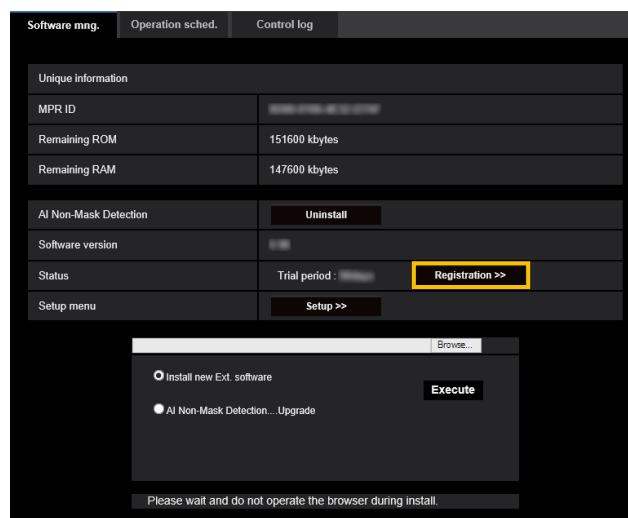 Software mng. Operation sched. Control log
Unique information
MPR ID
Remaining ROM 151600 kbytes
Remaining RAM 147600 kbytes
AI Non-Mask Detection Uninstall
Software version
Status Trial period : Registration >>
Setup menu Setup >>
Browse...
Install new Ext. software
Execute
AI Non-Mask Detection....Upgrade
Please wait and do not operate the browser during install.